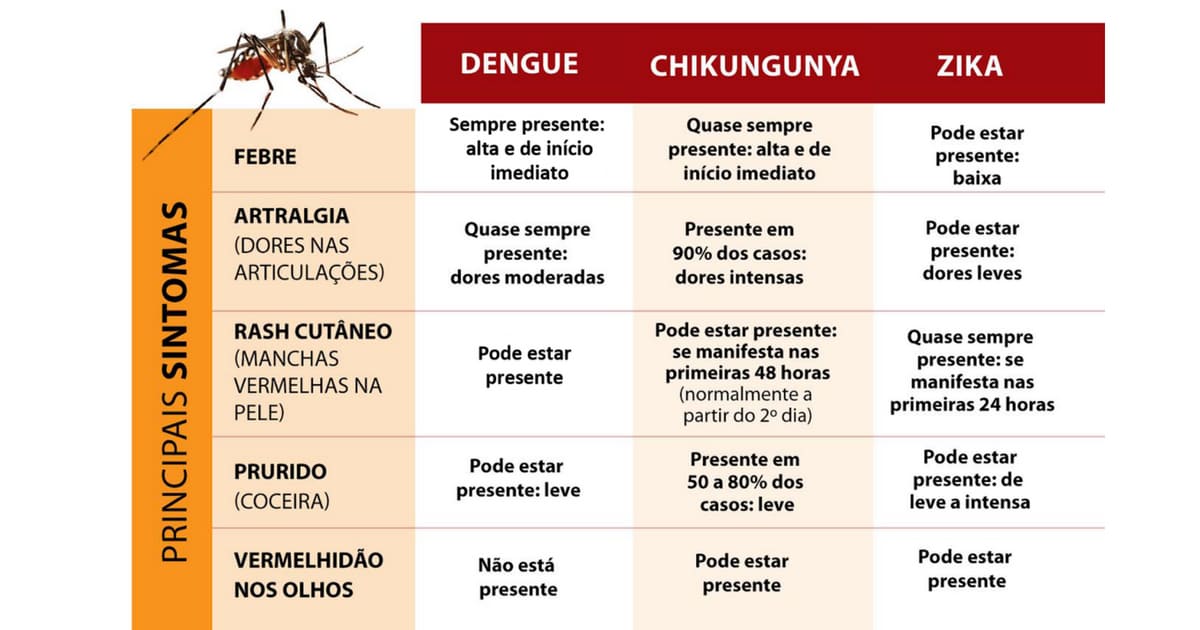 DENGUE
CHIKUNGUNYA
ZIKA
PRINCIPAIS SINTOMAS
FEBRE
Sempre presente:
alta e de início
imediato
Quase sempre
presente: alta e de
início imediato
Pode estar
presente:
baixa
ARTRALGIA
(DORES NAS
ARTICULAÇÕES)
Quase sempre
presente:
dores moderadas
Presente em
90% dos casos:
dores intensas
Pode estar
presente:
dores leves
RASH CUTÂNEO
(MANCHAS
VERMELHAS NA
PELE)
Pode estar
presente
Pode estar presente:
se manifesta nas
primeiras 48 horas
(normalmente a
partir do 2º dia)
Quase sempre
presente: se
manifesta nas
primeiras 24 horas
PRURIDO
(COCEIRA)
Pode estar
presente: leve
Presente em
50 a 80% dos
casos: leve
Pode estar
presente: de
leve a intensa
VERMELHIDÃO
NOS OLHOS
Não está
presente
Pode estar
presente
Pode estar
presente